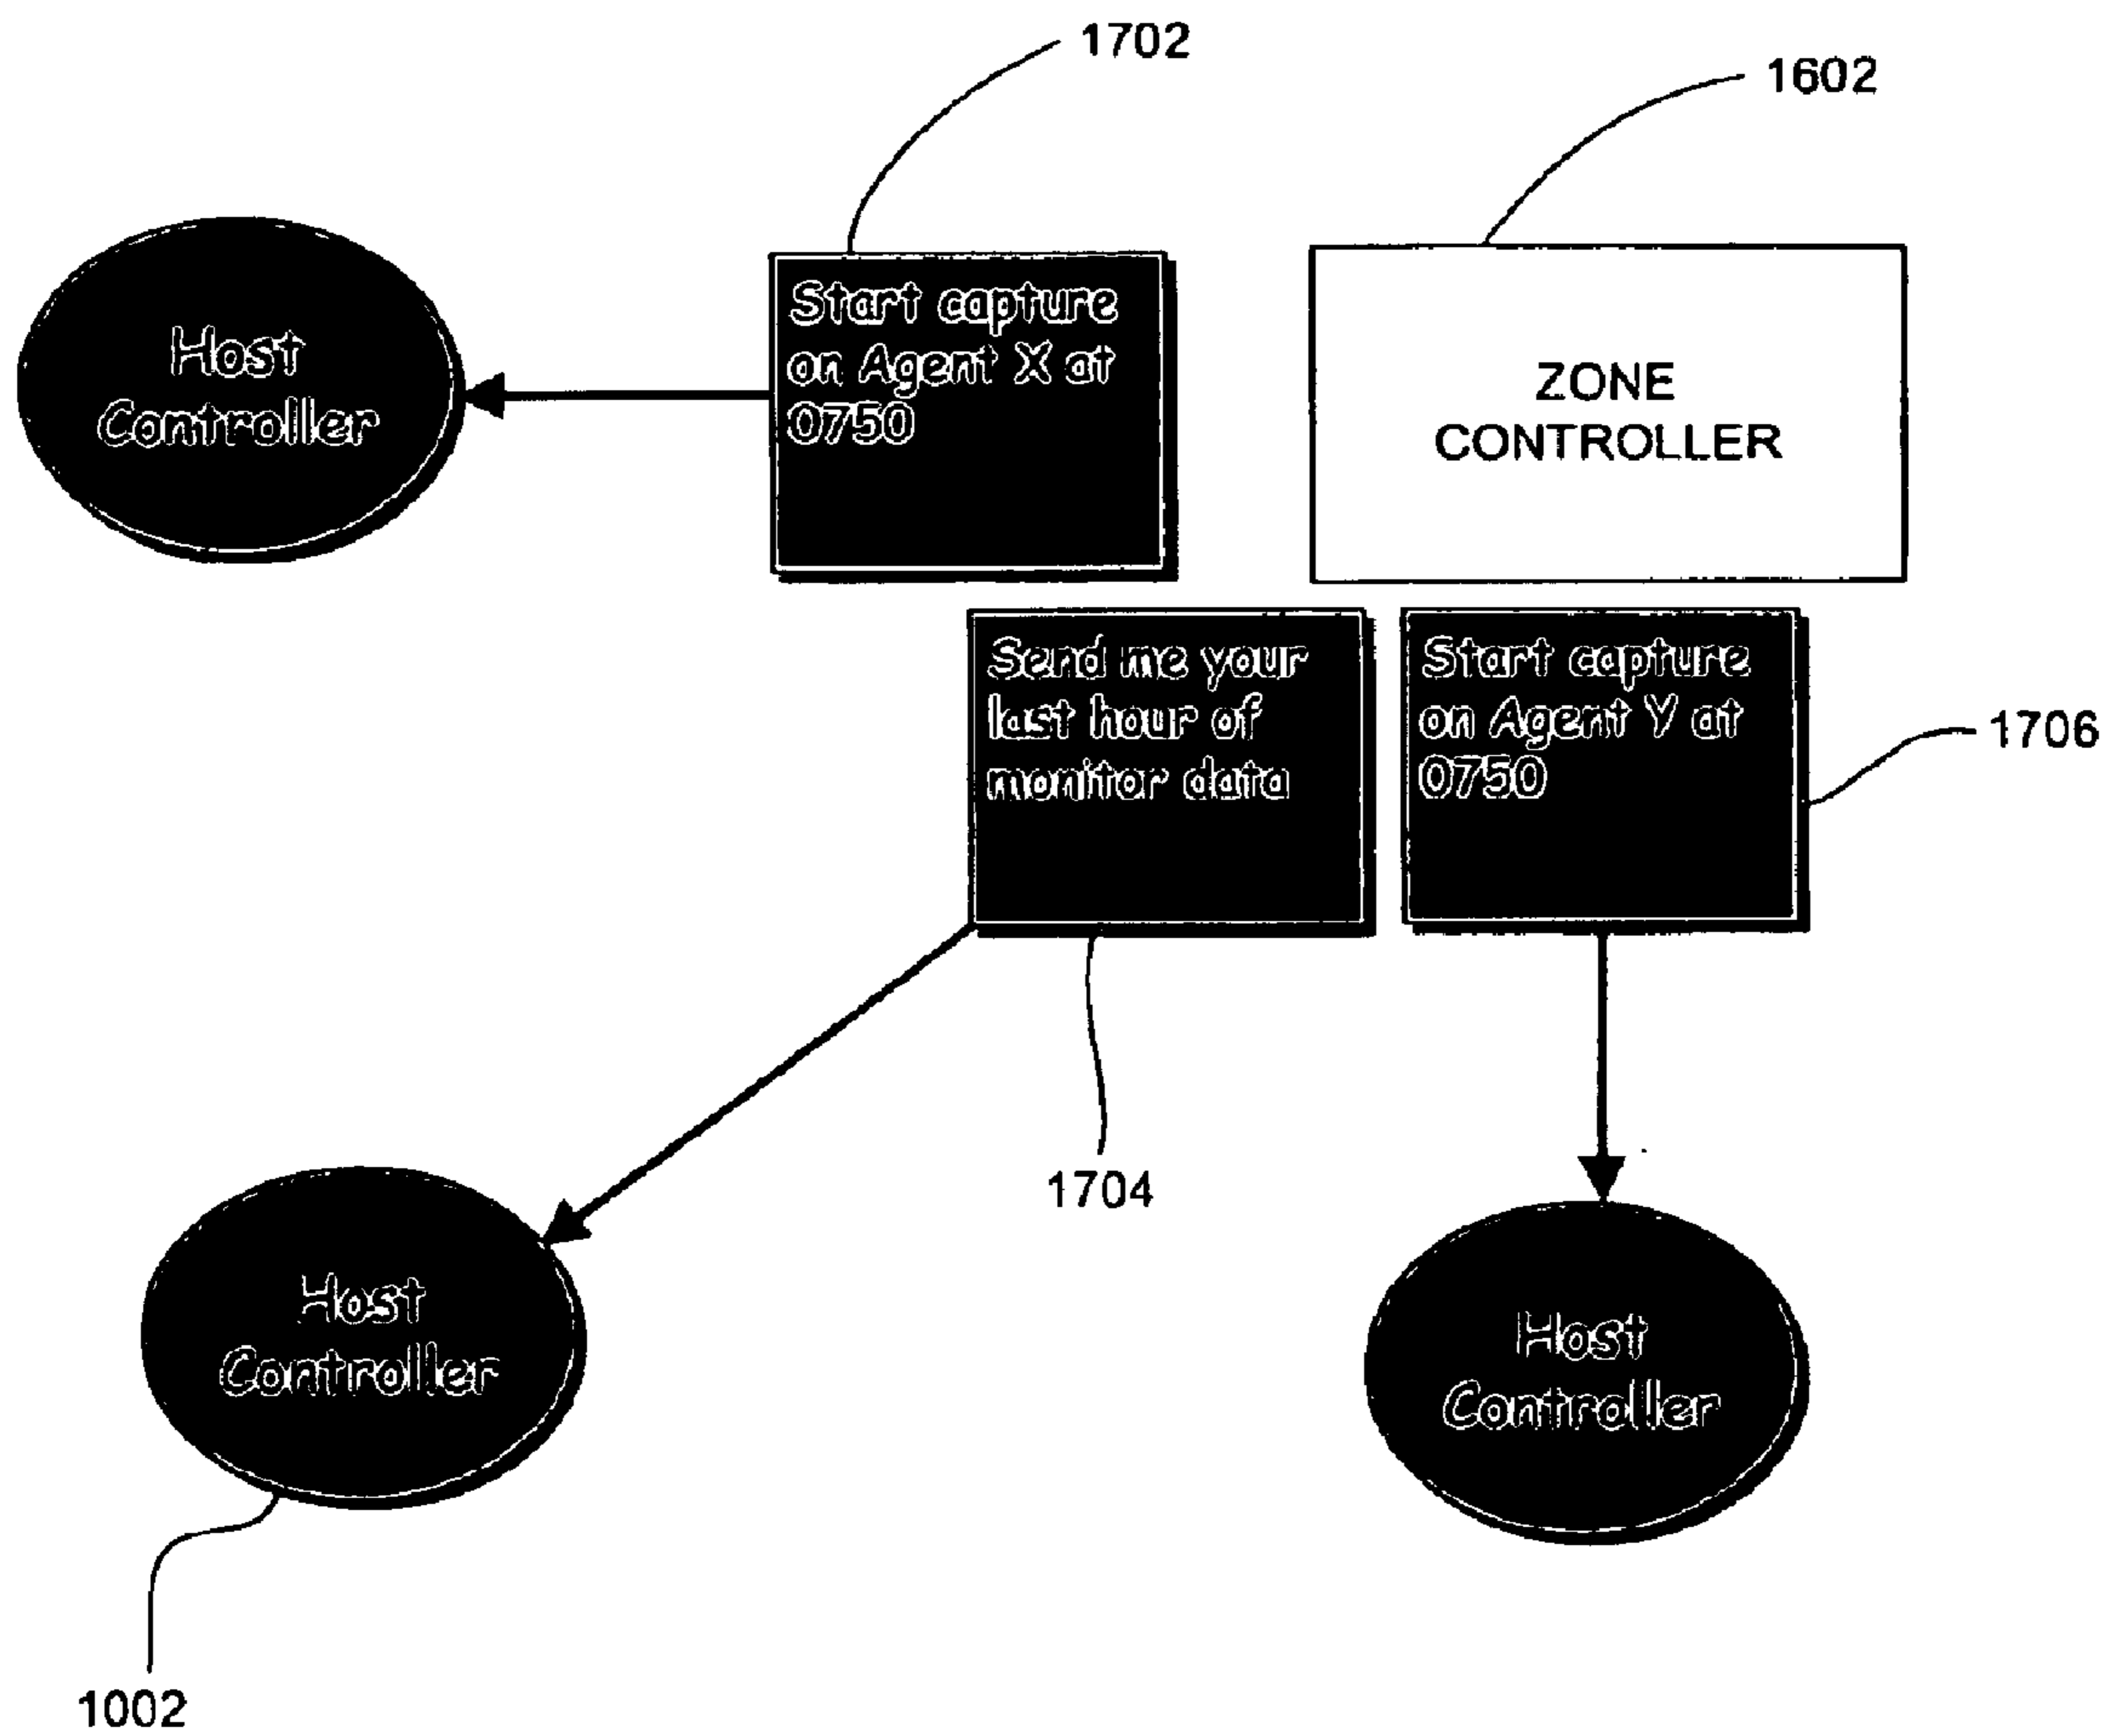 1702
1602
Host
Controller
Start capture
on Agent X at
0750
ZONE
CONTROLLER
Send me your
last hour of
monitor data
Start capture
on Agent Y at
0750
1706
1704
Host
Controller
Host
Controller
1002